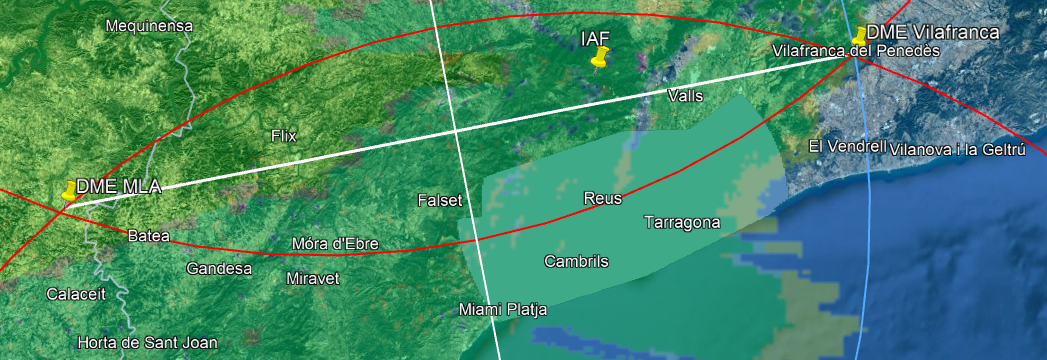 Mequinensa
IAF
DME Vilafranca
Vilafranca del Penedès
Valls
Flix
El Vendrell
Vilanova i la Geltrú
DME MLA
Falset
Reus
Tarragona
Batea
Móra d'Ebre
Gandesa
Miravet
Cambrils
Calaceit
Miami Platja
Horta de Sant Joan